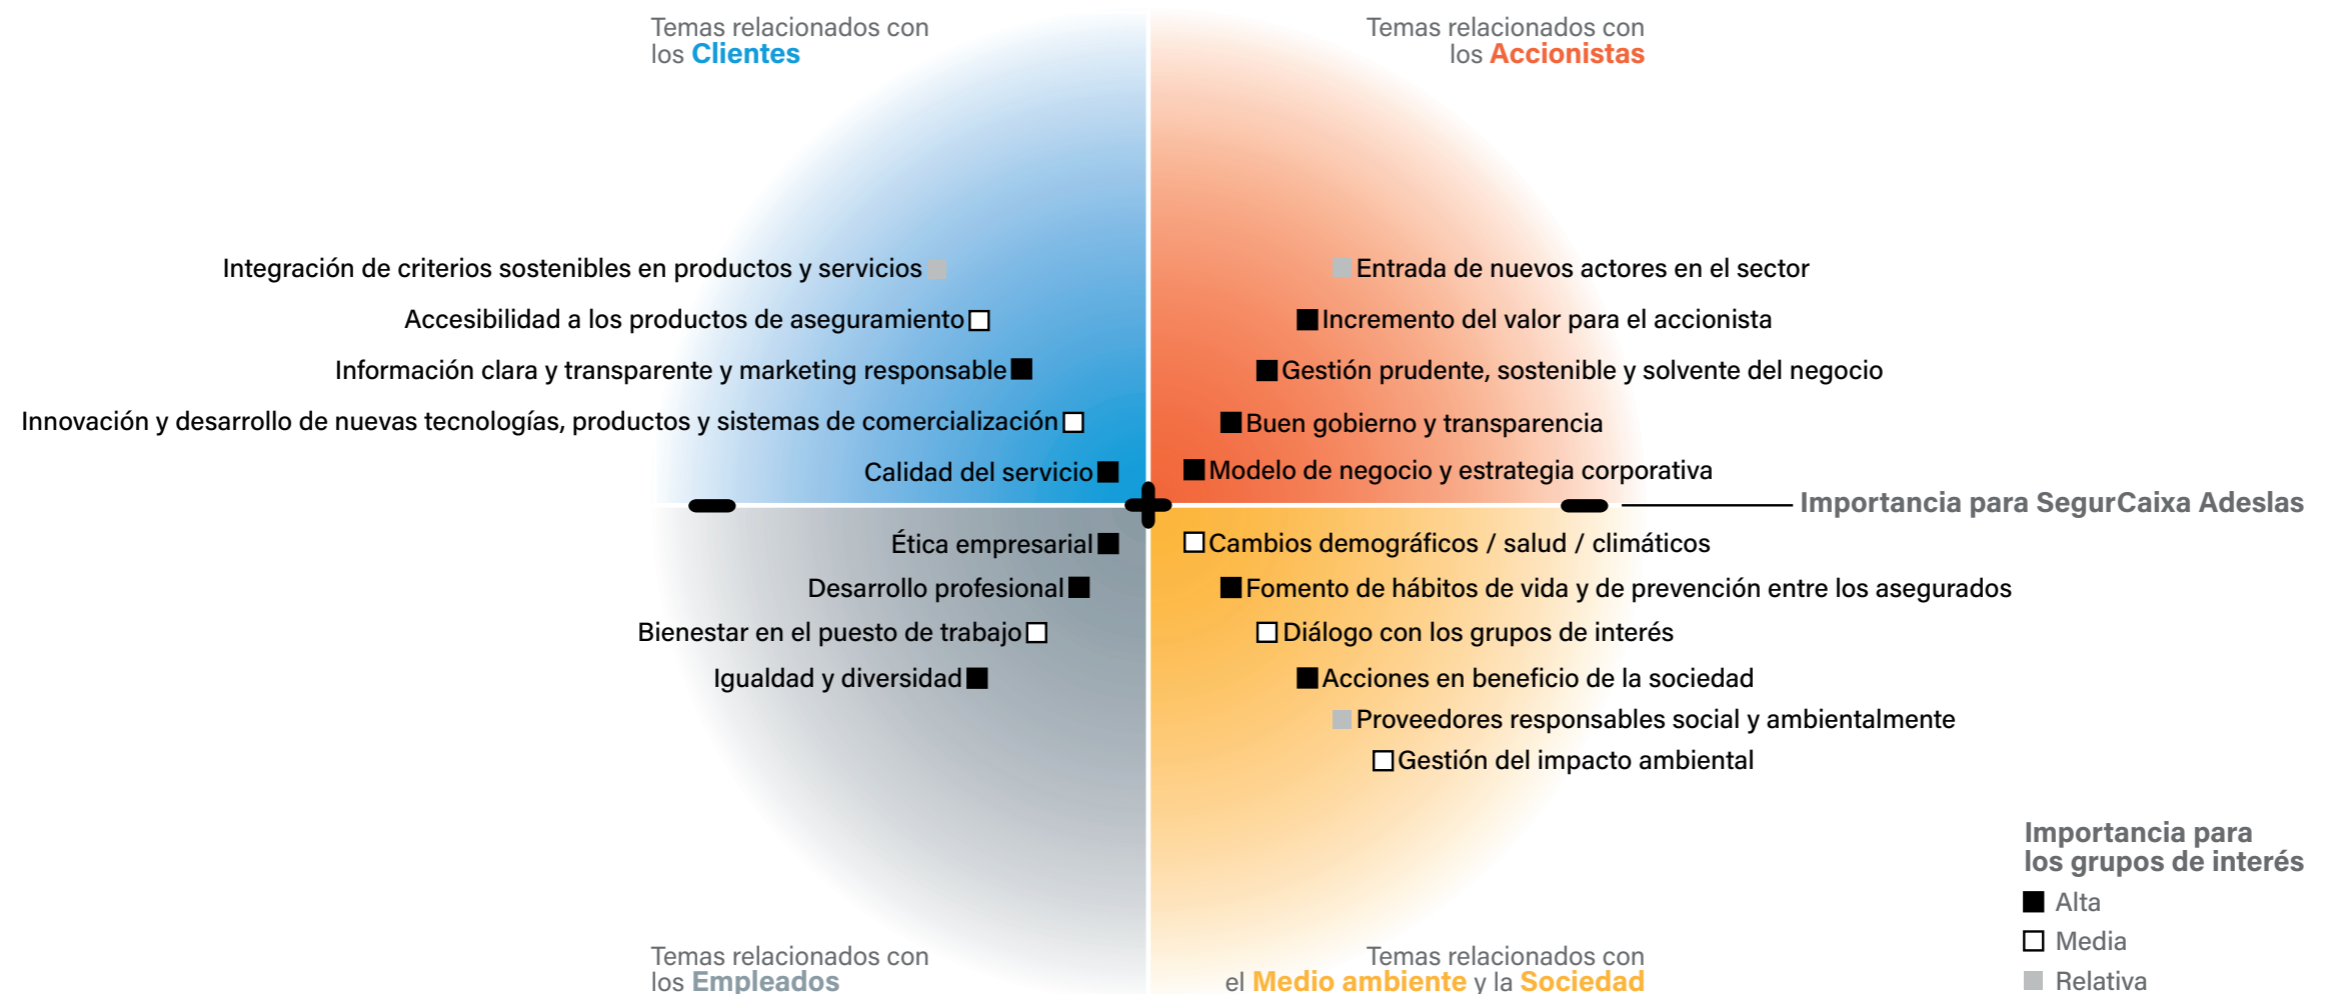 Temas relacionados con
los Clientes
Temas relacionados con
los Accionistas
Integración de criterios sostenibles en productos y servicios
Accesibilidad a los productos de aseguramiento
Información clara y transparente y marketing responsable
Innovación y desarrollo de nuevas tecnologías, productos y sistemas de comercialización
Calidad del servicio
Entrada de nuevos actores en el sector
Incremento del valor para el accionista
Gestión prudente, sostenible y solvente del negocio
Buen gobierno y transparencia
Modelo de negocio y estrategia corporativa
Importancia para SegurCaixa Adeslas
Ética empresarial
Desarrollo profesional
Bienestar en el puesto de trabajo
Igualdad y diversidad
Cambios demográficos / salud / climáticos
Fomento de hábitos de vida y de prevención entre los asegurados
Diálogo con los grupos de interés
Acciones en beneficio de la sociedad
Proveedores responsables social y ambientalmente
Gestión del impacto ambiental
Temas relacionados con
los Empleados
Temas relacionados con
el Medio ambiente y la Sociedad
Importancia para
los grupos de interés
Alta
Media
Relativa